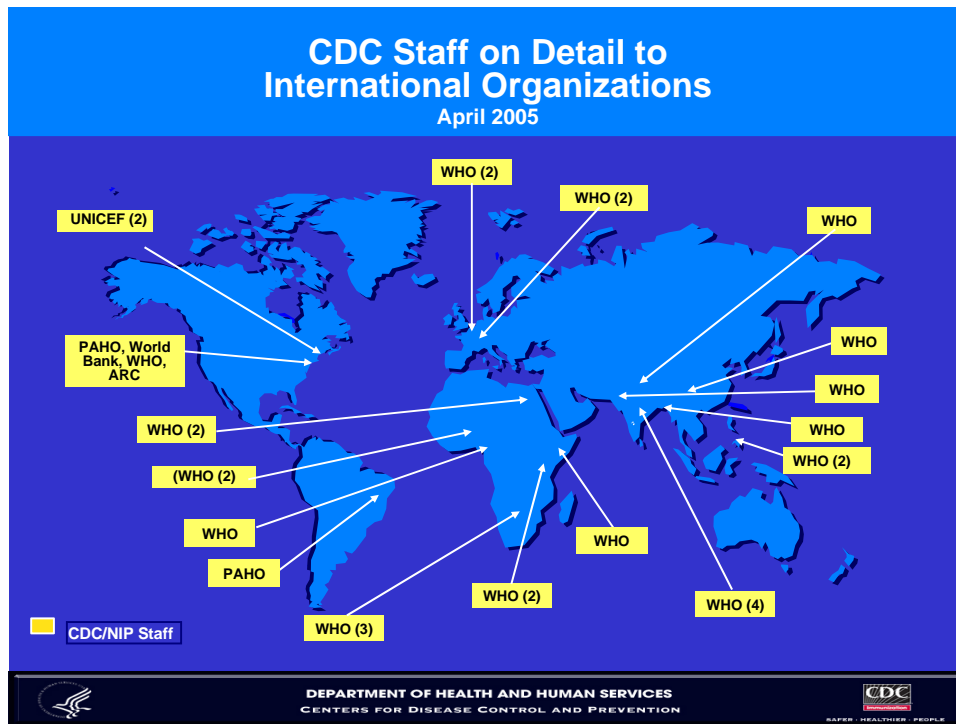 CDC Staff on Detail to
International Organizations
April 2005
WHO (2)
WHO (2)
UNICEF (2)
WHO
PAHO, World
Bank, WHO,
ARC
WHO
WHO
WHO (2)
WHO
WHO (2)
(WHO (2)
WHO
WHO
PAHO
WHO (2)
WHO (4)
WHO (3)
CDC/NIP Staff
DEPARTMENT OF HEALTH AND HUMAN SERVICES
CENTERS FOR DISEASE CONTROL AND PREVENTION
CDC
SAFER · HEALTHIER · PEOPLE